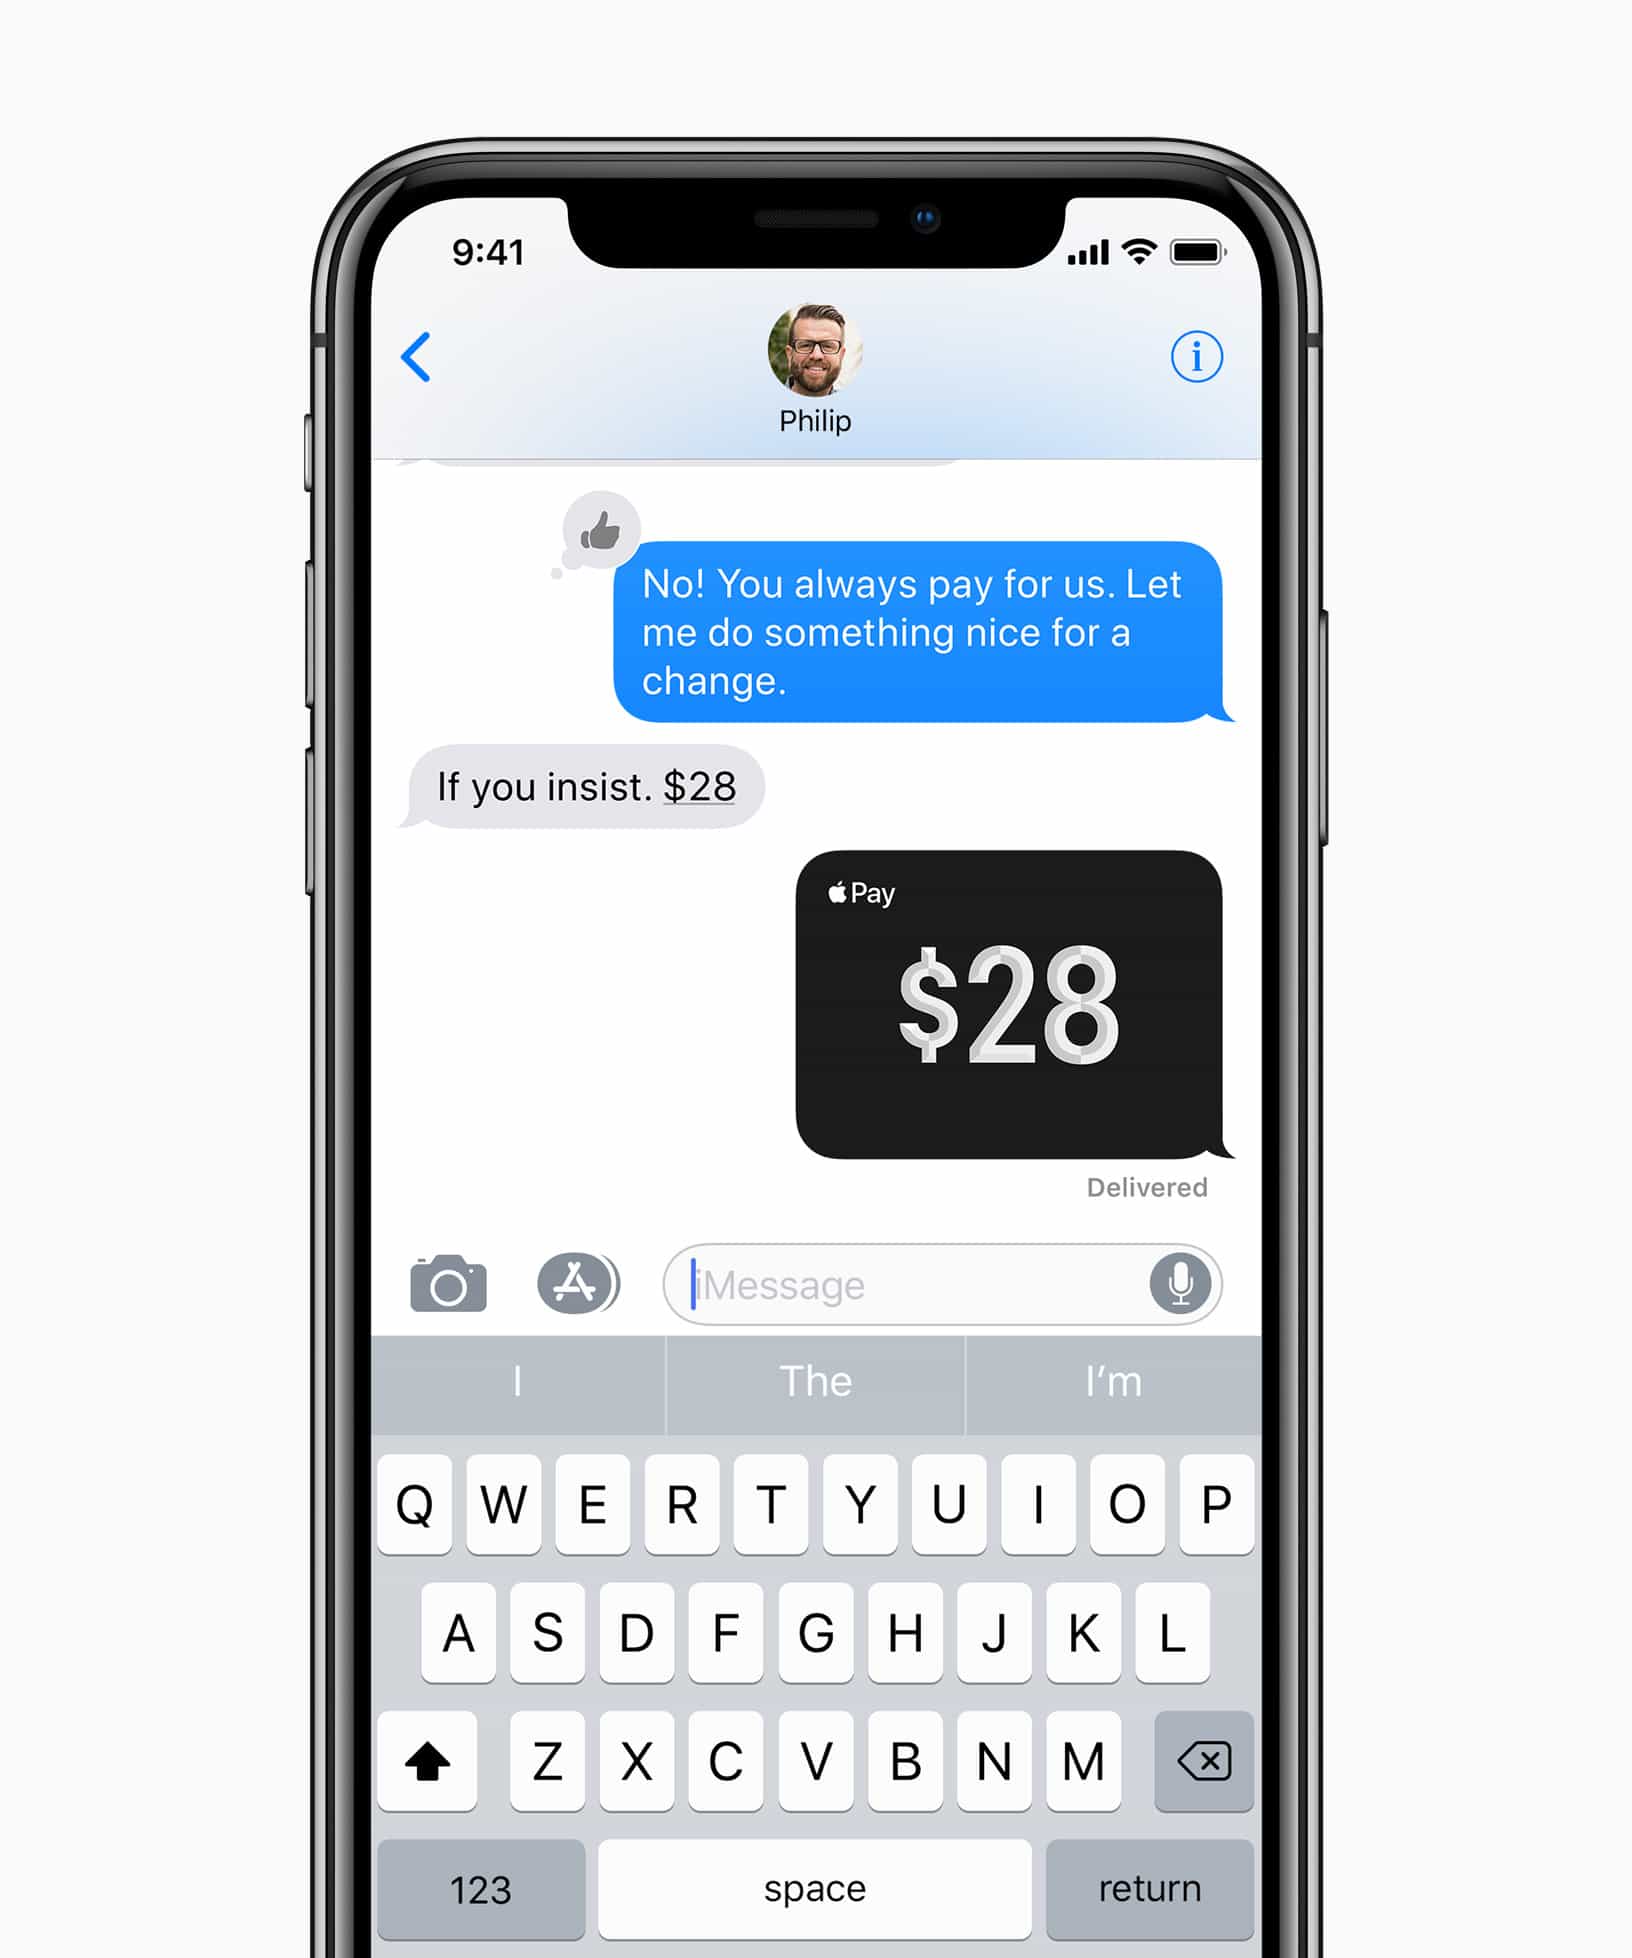 9:41
Philip
No! You always pay for us. Let
me do something nice for a
change.
If you insist. $28
Pay
$28
Delivered
iMessage
I
The
I’m
Q W E R T Y U I O P
A S D F G H J K L
Z X C V B N M
123
space
return